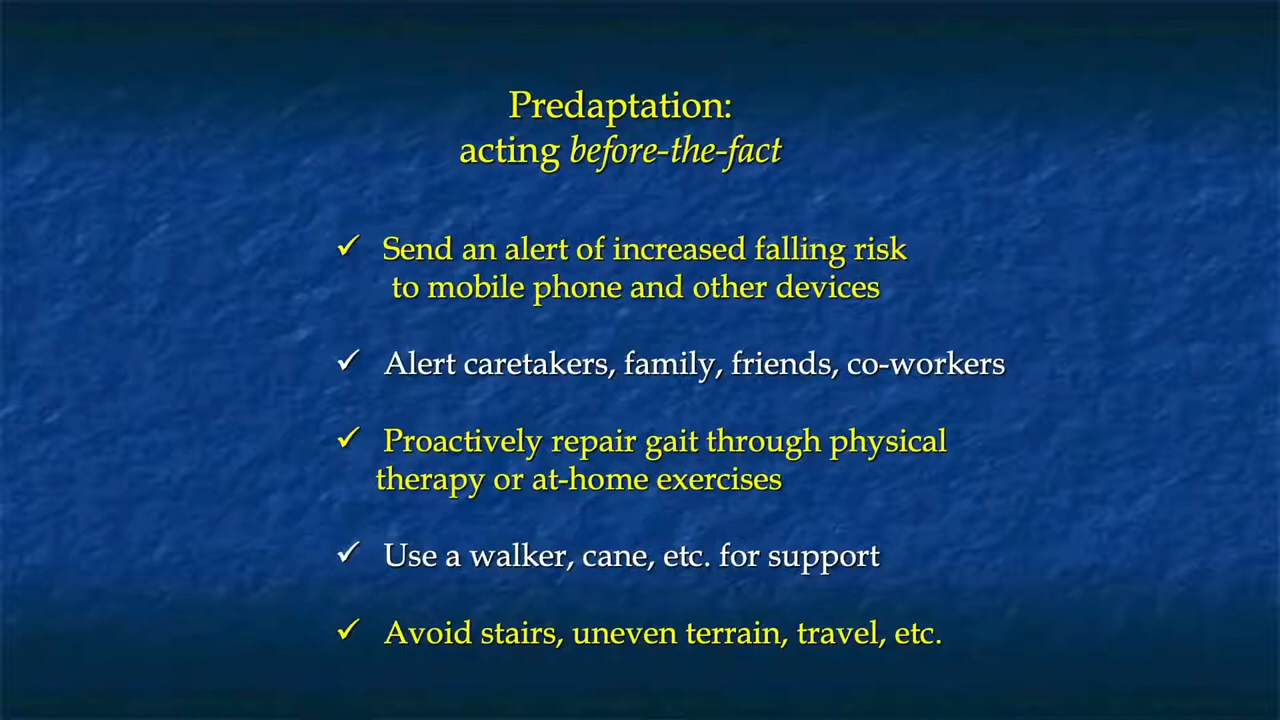 Predaptation:
acting before-the-fact
✓ Send an alert of increased falling risk
to mobile phone and other devices
✓ Alert caretakers, family, friends, co-workers
✓ Proactively repair gait through physical
therapy or at-home exercises
✓ Use a walker, cane, etc. for support
✓ Avoid stairs, uneven terrain, travel, etc.